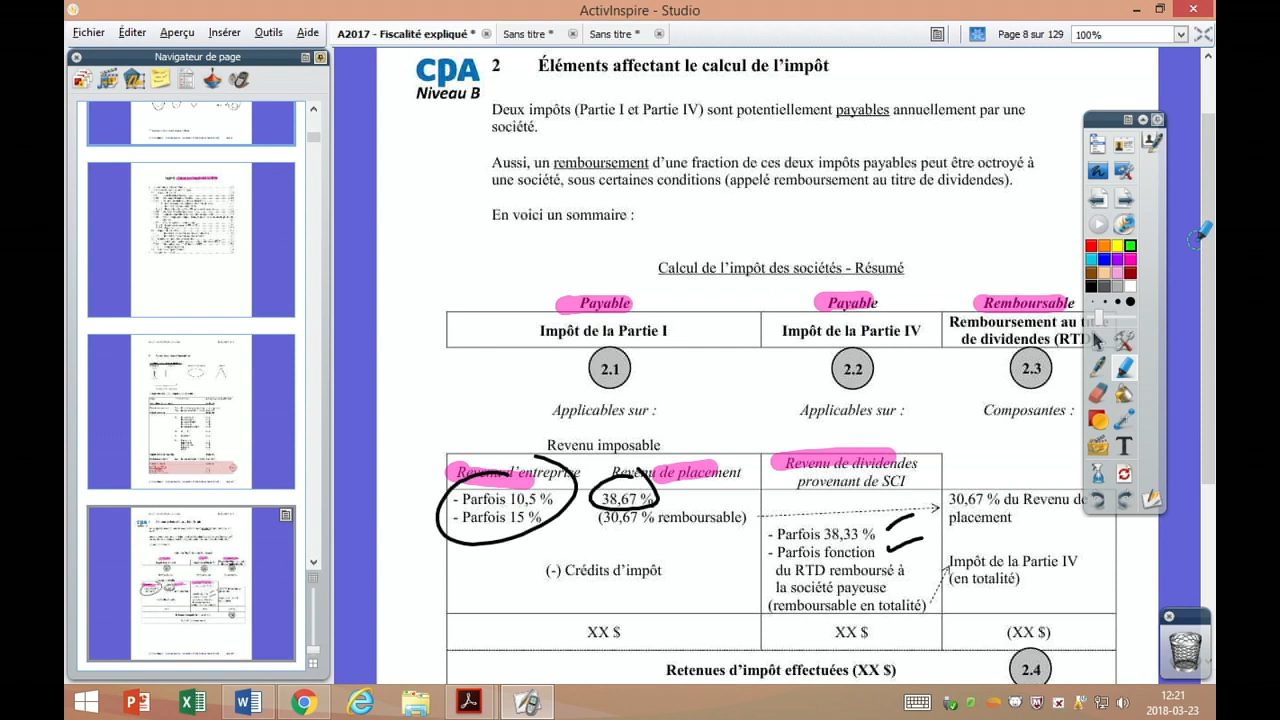 ActivInspire - Studio
Fichier Éditer Aperçu Insérer Outils Aide
A2017 - Fiscalité expliqué * Sans titre * Sans titre *
Page 8 sur 129 100%
Navigateur de page
CPA
Niveau B
2 Éléments affectant le calcul de l'impôt
Deux impôts (Partie I et Partie IV) sont potentiellement payables annuellement par une
société.
Aussi, un remboursement d'une fraction de ces deux impôts payables peut être octroyé à
une société, sous certaines conditions (appelé remboursement au titre de dividendes).
En voici un sommaire :
Calcul de l'impôt des sociétés - Résumé
Payable Payable Remboursable
Impôt de la Partie I Impôt de la Partie IV Remboursement au
de dividendes (RTD
2.1 2.2 2.3
Applicables sur : Applicables sur : Composantes :
Revenu imposable
Revenu d'entreprise Revenu de placement Revenu de dividendes
provenant de SCI
- Parfois 10,5 % 38,67 % 30,67 % du Revenu de
- Parfois 15 % (30,67 % remboursable) placement
- Parfois 38,33 %
- Parfois fonction
du RTD remboursé à
la société payeuse
(remboursable en totalité)
(-) Crédits d'impôt
Impôt de la Partie IV
(en totalité)
XX $ XX $ (XX $)
Retenues d'impôt effectuées (XX $) 2.4
12:21
2018-03-23